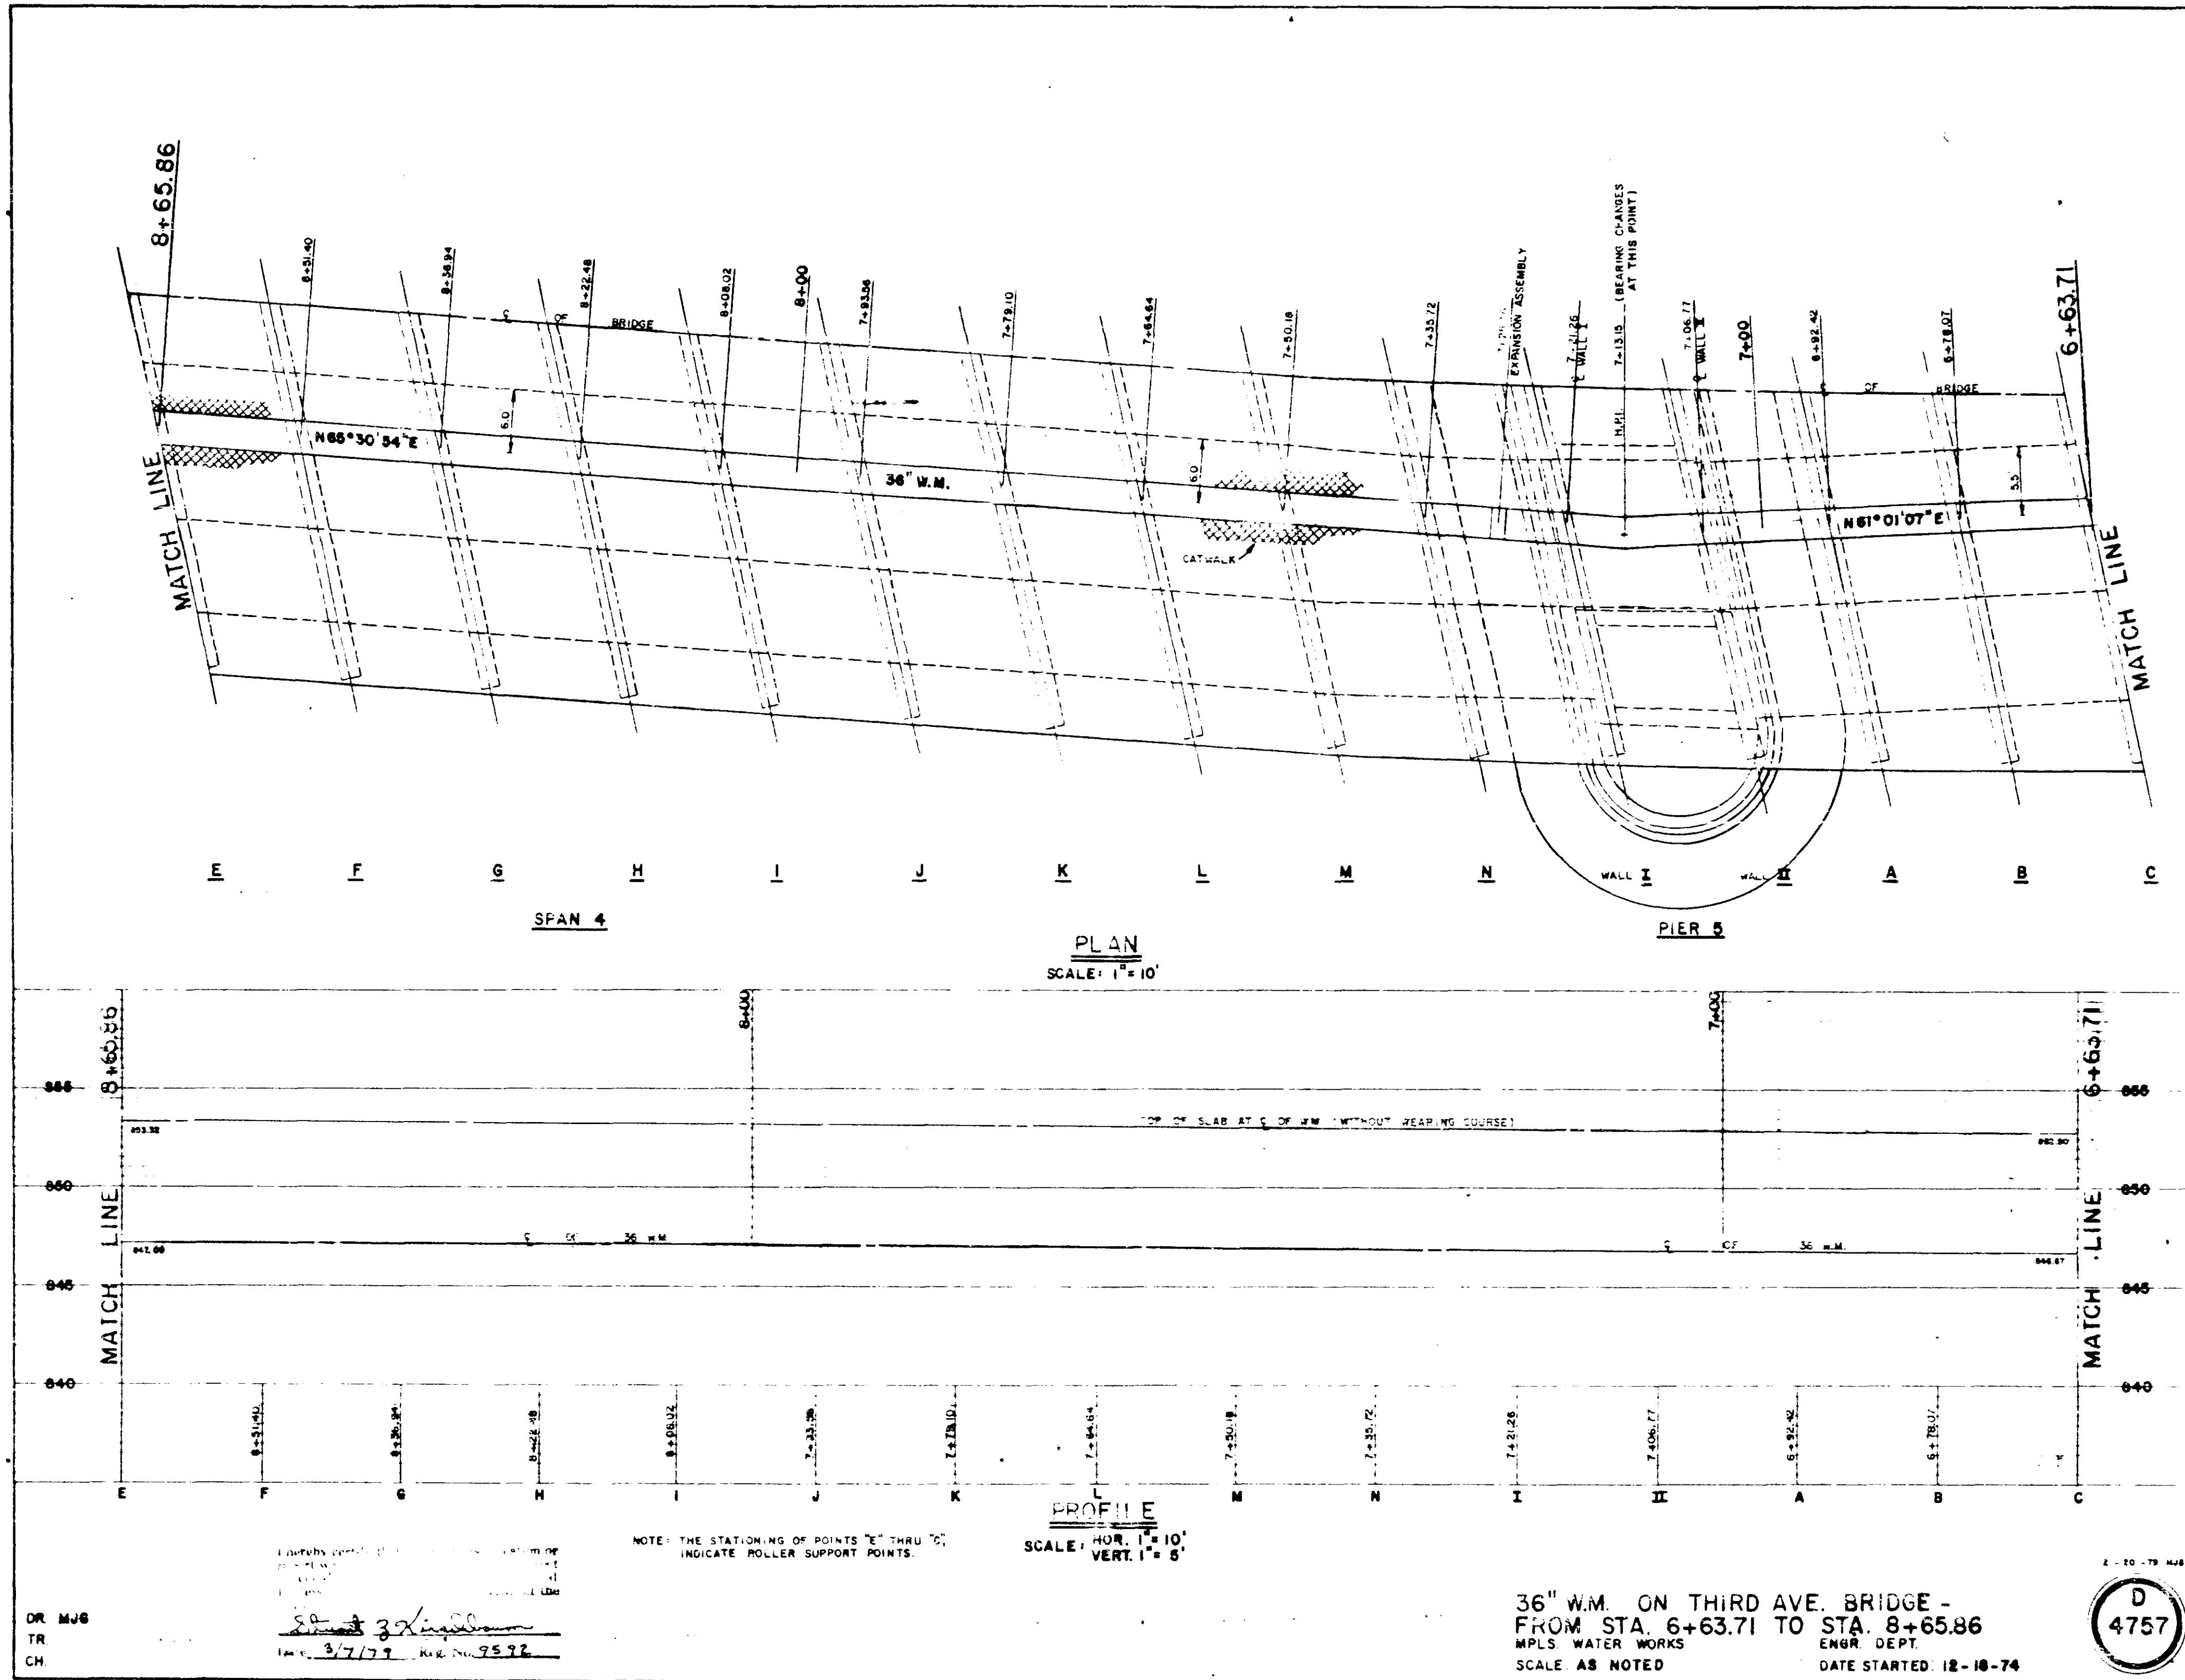 8+65.86
8+51.40
8+36.94
8+22.48
8+08.02
8+00
7+93.56
7+79.10
7+64.64
7+50.18
7+35.72
EXPANSION ASSEMBLY
7+21.26
℄ WALL I
7+13.15 (BEARING CHANGES
AT THIS POINT)
H.P.I.
7+06.77
℄ WALL II
7+00
6+92.42
6+78.07
6+63.71
℄ OF BRIDGE
℄ OF BRIDGE
6.0'
N65°30'54"E
36" W.M.
6.0'
5.5'
N61°01'07"E
CATWALK
MATCH LINE
MATCH LINE
E F G H I J K L M N WALL I WALL II A B C
SPAN 4
PIER 5
PLAN
SCALE: 1"=10'
8+65.86
8+00
7+00
6+63.71
855
855
TOP OF SLAB AT ℄ OF WM (WITHOUT WEARING COURSE)
853.32
852.90
850
850
℄ OF 36 W.M.
℄ OF 36 W.M.
846.67
845
845
MATCH LINE
MATCH LINE
840
840
8+51.40
8+36.94
8+22.48
8+08.02
7+79.10
7+64.64
7+50.18
7+35.72
7+21.26
7+06.77
6+92.42
6+78.07
E F G H I J K L M N I II A B C
PROFILE
SCALE: HOR. 1"=10'
VERT. 1"=5'
NOTE: THE STATIONING OF POINTS "E" THRU "C",
INDICATE ROLLER SUPPORT POINTS.
I hereby
the
Date 3/7/79 Reg. No. 9592
DR. MJG
TR.
CH.
36" W.M. ON THIRD AVE. BRIDGE -
FROM STA. 6+63.71 TO STA. 8+65.86
MPLS. WATER WORKS ENGR. DEPT.
SCALE: AS NOTED DATE STARTED: 12-18-74
2-20-79 MJG
D
4757